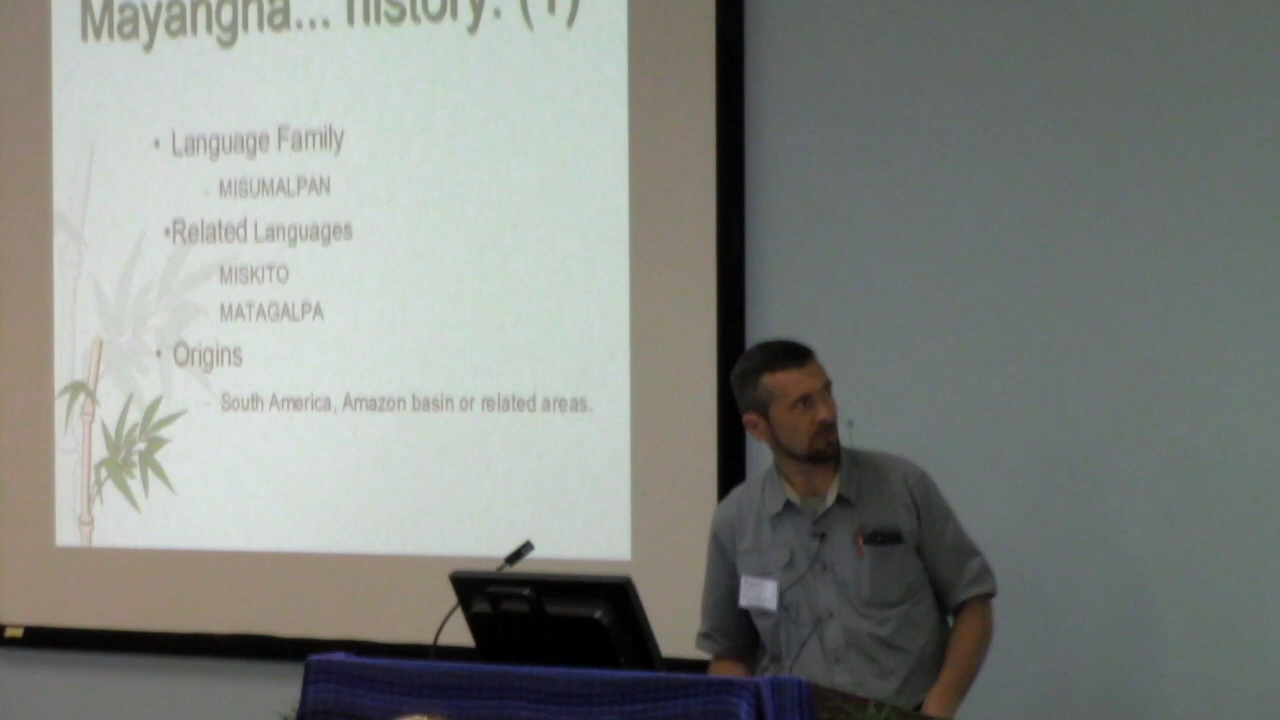 Mayangna... history. (1)
• Language Family
MISUMALPAN
•Related Languages
MISKITO
MATAGALPA
• Origins
South America, Amazon basin or related areas.